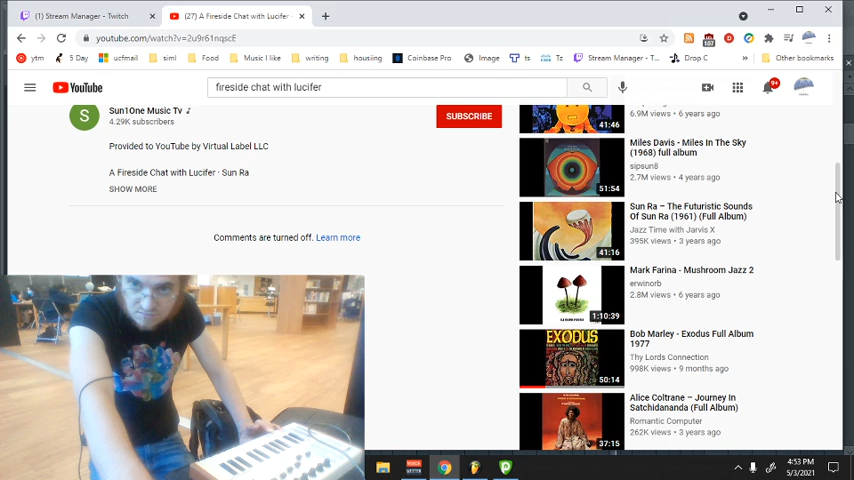 (1) Stream Manager - Twitch
(27) A Fireside Chat with Lucifer -
youtube.com/watch?v=2u9r61nqscE
107
ytm
5 Day
ucfmail
siml
Food
Music I like
writing
housiing
Coinbase Pro
ts
Tz
Stream Manager - T...
Drop C
»
Other bookmarks
YouTube
fireside chat with lucifer
9+
S
Sun1One Music Tv
4.29K subscribers
SUBSCRIBE
Provided to YouTube by Virtual Label LLC
A Fireside Chat with Lucifer · Sun Ra
SHOW MORE
Comments are turned off. Learn more
41:46
6.9M views • 6 years ago
51:54
Miles Davis - Miles In The Sky
(1968) full album
sipsun8
2.7M views • 4 years ago
41:16
Sun Ra – The Futuristic Sounds
Of Sun Ra (1961) (Full Album)
Jazz Time with Jarvis X
395K views • 3 years ago
1:10:39
Mark Farina - Mushroom Jazz 2
erwinorb
2.8M views • 6 years ago
EXODUS
50:14
Bob Marley - Exodus Full Album
1977
Thy Lords Connection
998K views • 9 months ago
37:15
Alice Coltrane – Journey In
Satchidananda (Full Album)
Romantic Computer
262K views • 3 years ago
4:53 PM
5/3/2021